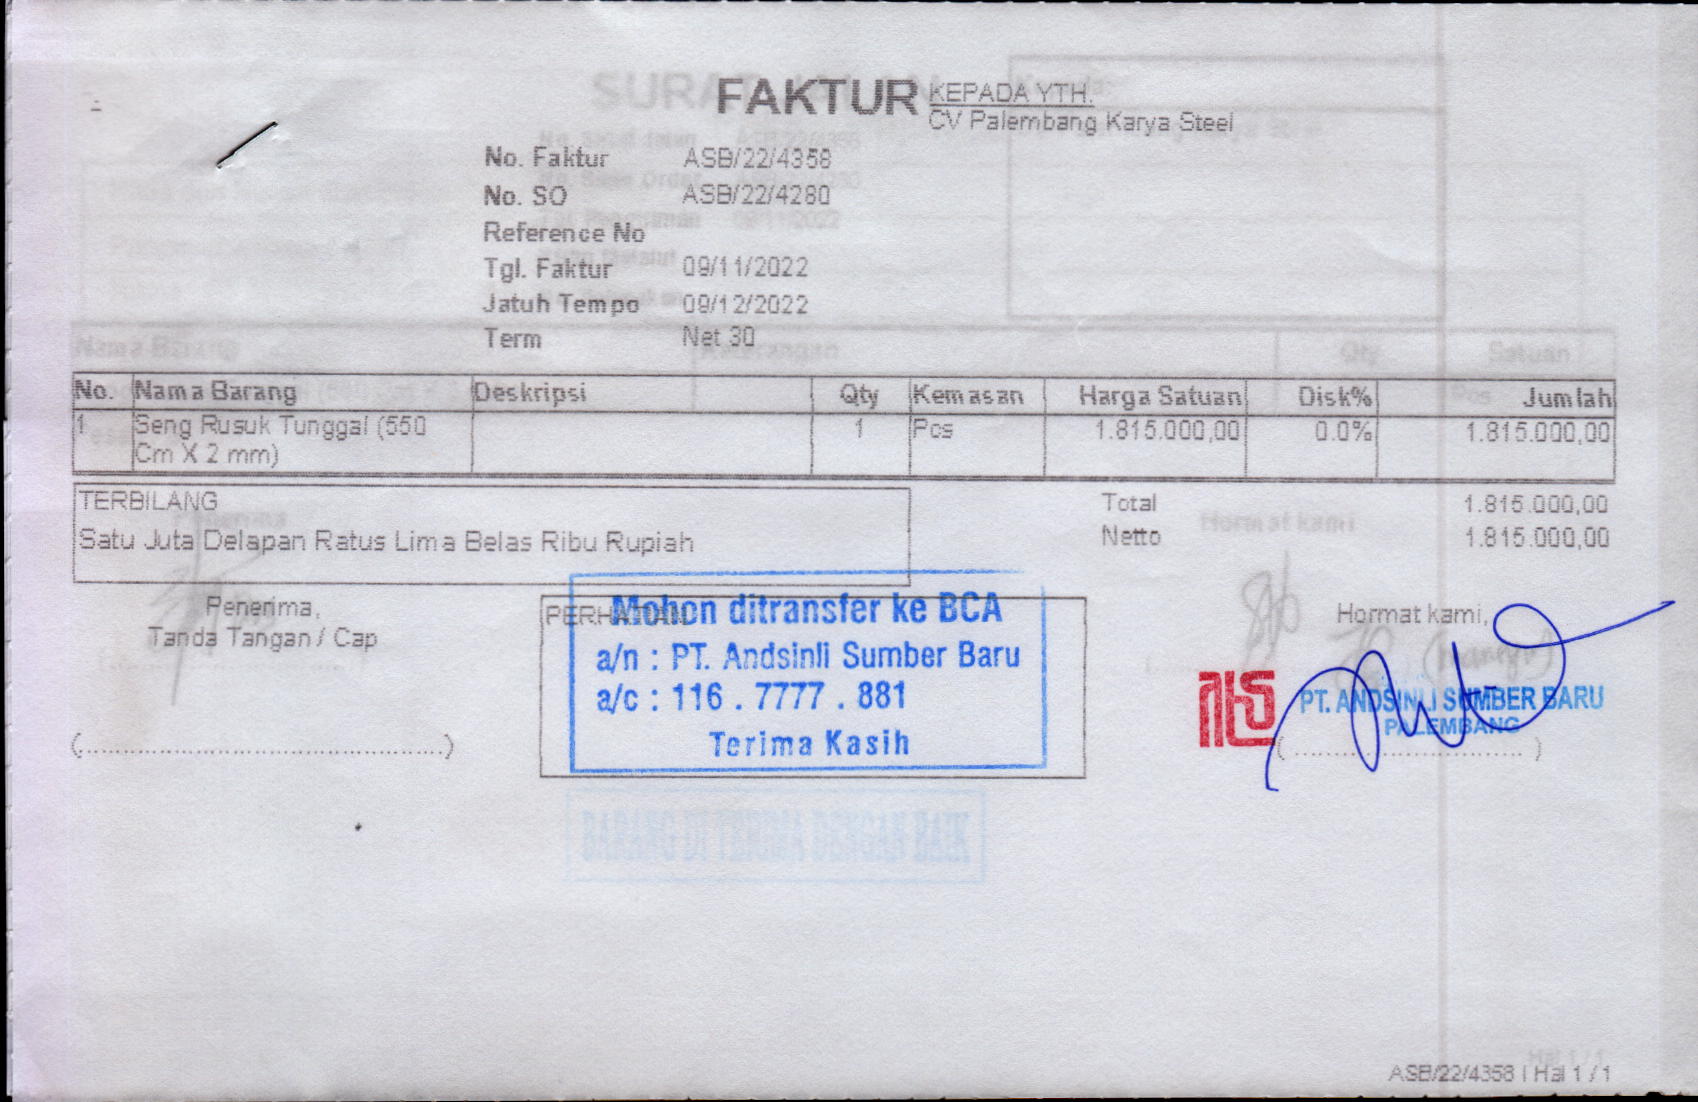 FAKTUR
KEPADA YTH.
CV Palembang Karya Steel
No. Faktur ASB/22/4358
No. SO ASB/22/4280
Reference No
Tgl. Faktur 09/11/2022
Jatuh Tempo 09/12/2022
Term Net 30
No. Nama Barang Deskripsi Qty Kemasan Harga Satuan Disk% Jumlah
1 Seng Rusuk Tunggal (550 1 Pcs 1.815.000,00 0.0% 1.815.000,00
Cm X 2 mm)
TERBILANG
Satu Juta Delapan Ratus Lima Belas Ribu Rupiah
Total 1.815.000,00
Netto 1.815.000,00
Penerima,
Tanda Tangan / Cap
(..............................................)
PERHATIAN
Mohon ditransfer ke BCA
a/n : PT. Andsinli Sumber Baru
a/c : 116 . 7777 . 881
Terima Kasih
Hormat kami,
PT. ANDSINLI SUMBER BARU
PALEMBANG
(..............................)
ASB/22/4358 / Hal 1 / 1